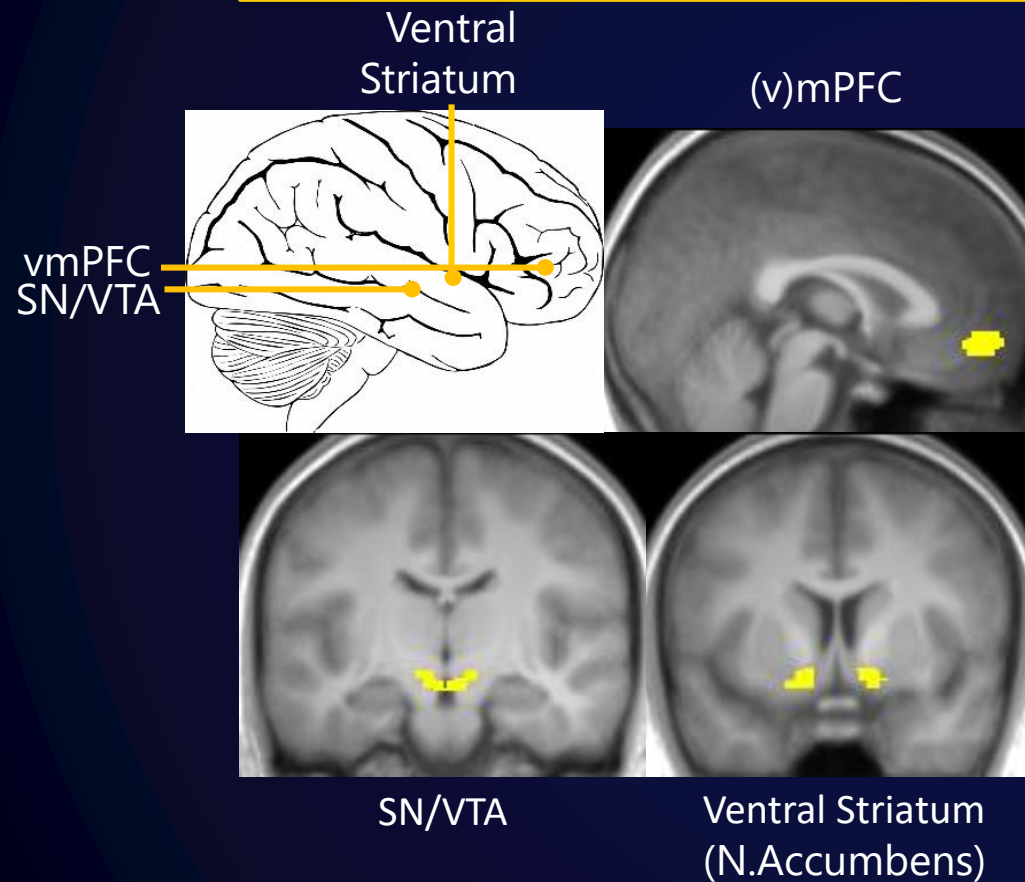 Ventral
Striatum
(v)mPFC
vmPFC
SN/VTA
SN/VTA
Ventral Striatum
(N.Accumbens)